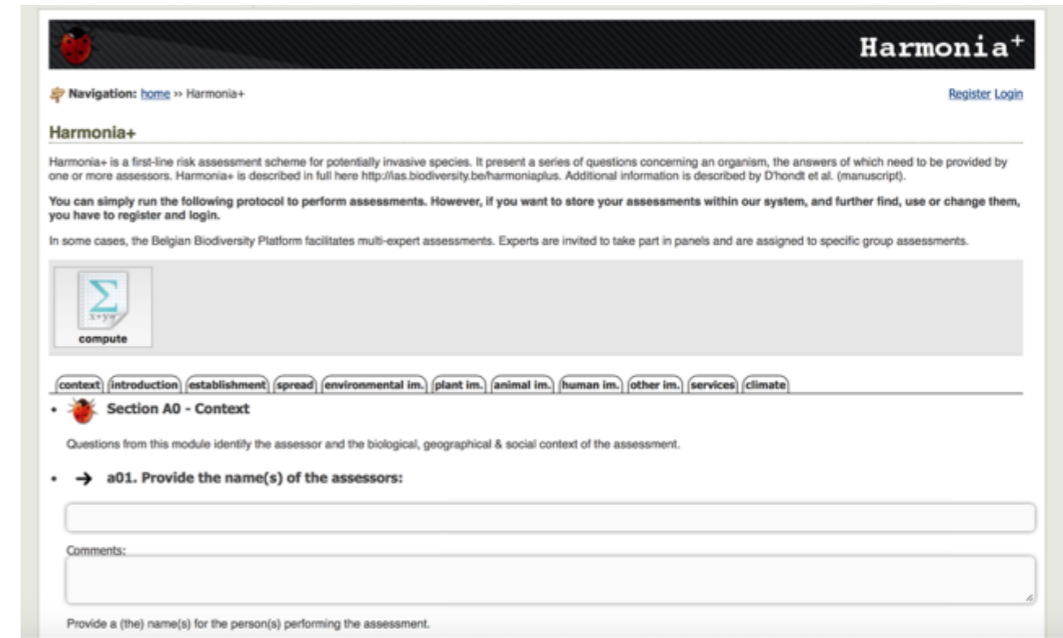 Harmonia+
Navigation: home ›› Harmonia+
Register Login
Harmonia+
Harmonia+ is a first-line risk assessment scheme for potentially invasive species. It present a series of questions concerning an organism, the answers of which need to be provided by
one or more assessors. Harmonia+ is described in full here http://ias.biodiversity.be/harmoniaplus. Additional information is described by D'hondt et al. (manuscript).
You can simply run the following protocol to perform assessments. However, if you want to store your assessments within our system, and further find, use or change them,
you have to register and login.
In some cases, the Belgian Biodiversity Platform facilitates multi-expert assessments. Experts are invited to take part in panels and are assigned to specific group assessments.
Σ
compute
context introduction establishment spread environmental im. plant im. animal im. human im. other im. services climate
• Section A0 - Context
Questions from this module identify the assessor and the biological, geographical & social context of the assessment.
• → a01. Provide the name(s) of the assessors:
Comments:
Provide a (the) name(s) for the person(s) performing the assessment.